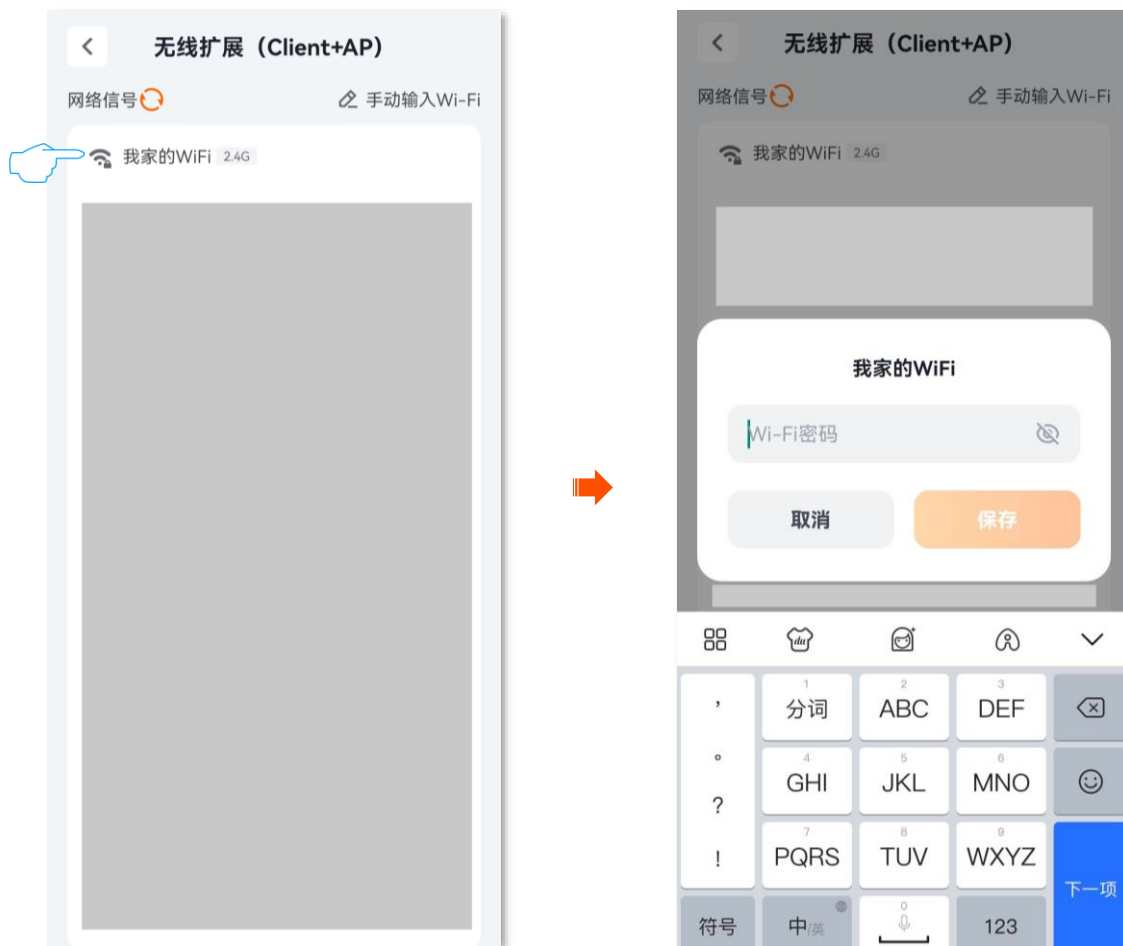 无线扩展（Client+AP）
网络信号
手动输入Wi-Fi
我家的WiFi 2.4G
无线扩展（Client+AP）
网络信号
手动输入Wi-Fi
我家的WiFi 2.4G
我家的WiFi
Wi-Fi密码
取消
保存
du
，
1
分词
2
ABC
3
DEF
。
4
GHI
5
JKL
6
MNO
?
!
7
PQRS
8
TUV
9
WXYZ
下一项
符号
中/英
0
123